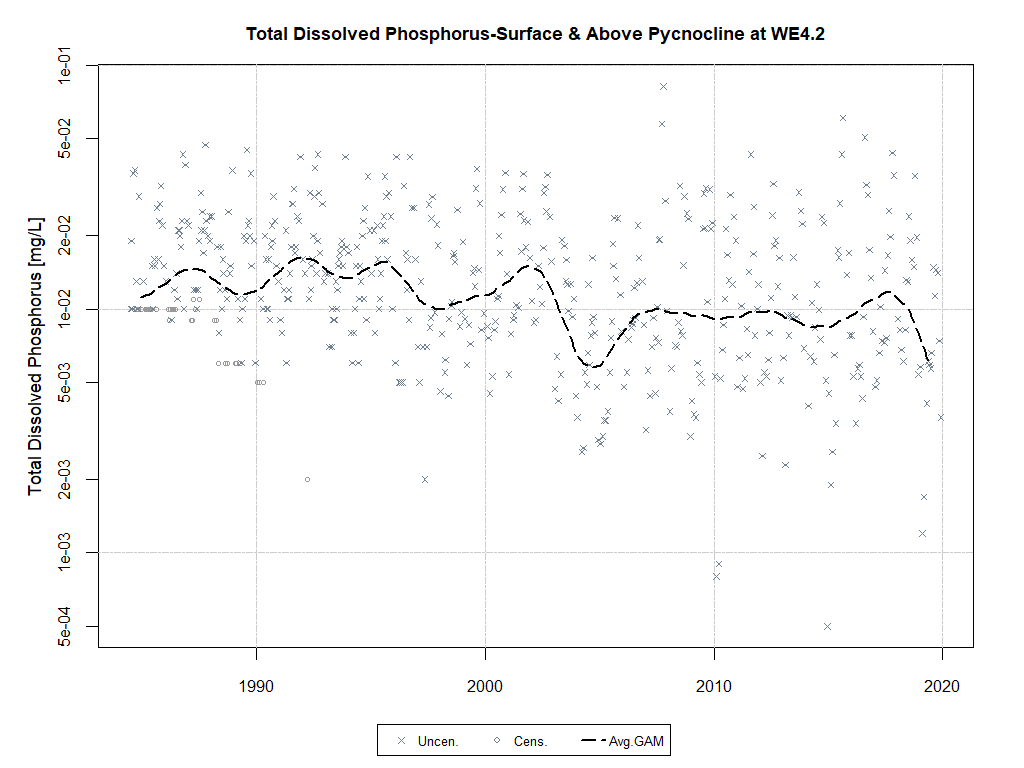 Total Dissolved Phosphorus-Surface & Above Pycnocline at WE4.2
Total Dissolved Phosphorus [mg/L]
1e-01
5e-02
2e-02
1e-02
5e-03
2e-03
1e-03
5e-04
1990 2000 2010 2020
Uncen. Cens. Avg.GAM